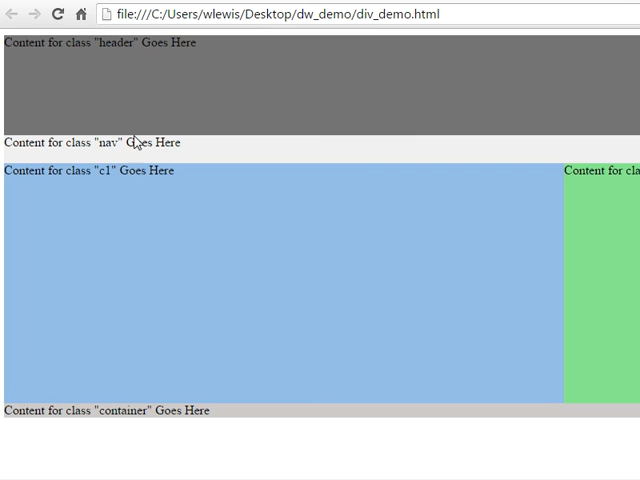 file:///C:/Users/wlewis/Desktop/dw_demo/div_demo.html
Content for class "header" Goes Here
Content for class "nav" Goes Here
Content for class "c1" Goes Here
Content for cla
Content for class "container" Goes Here